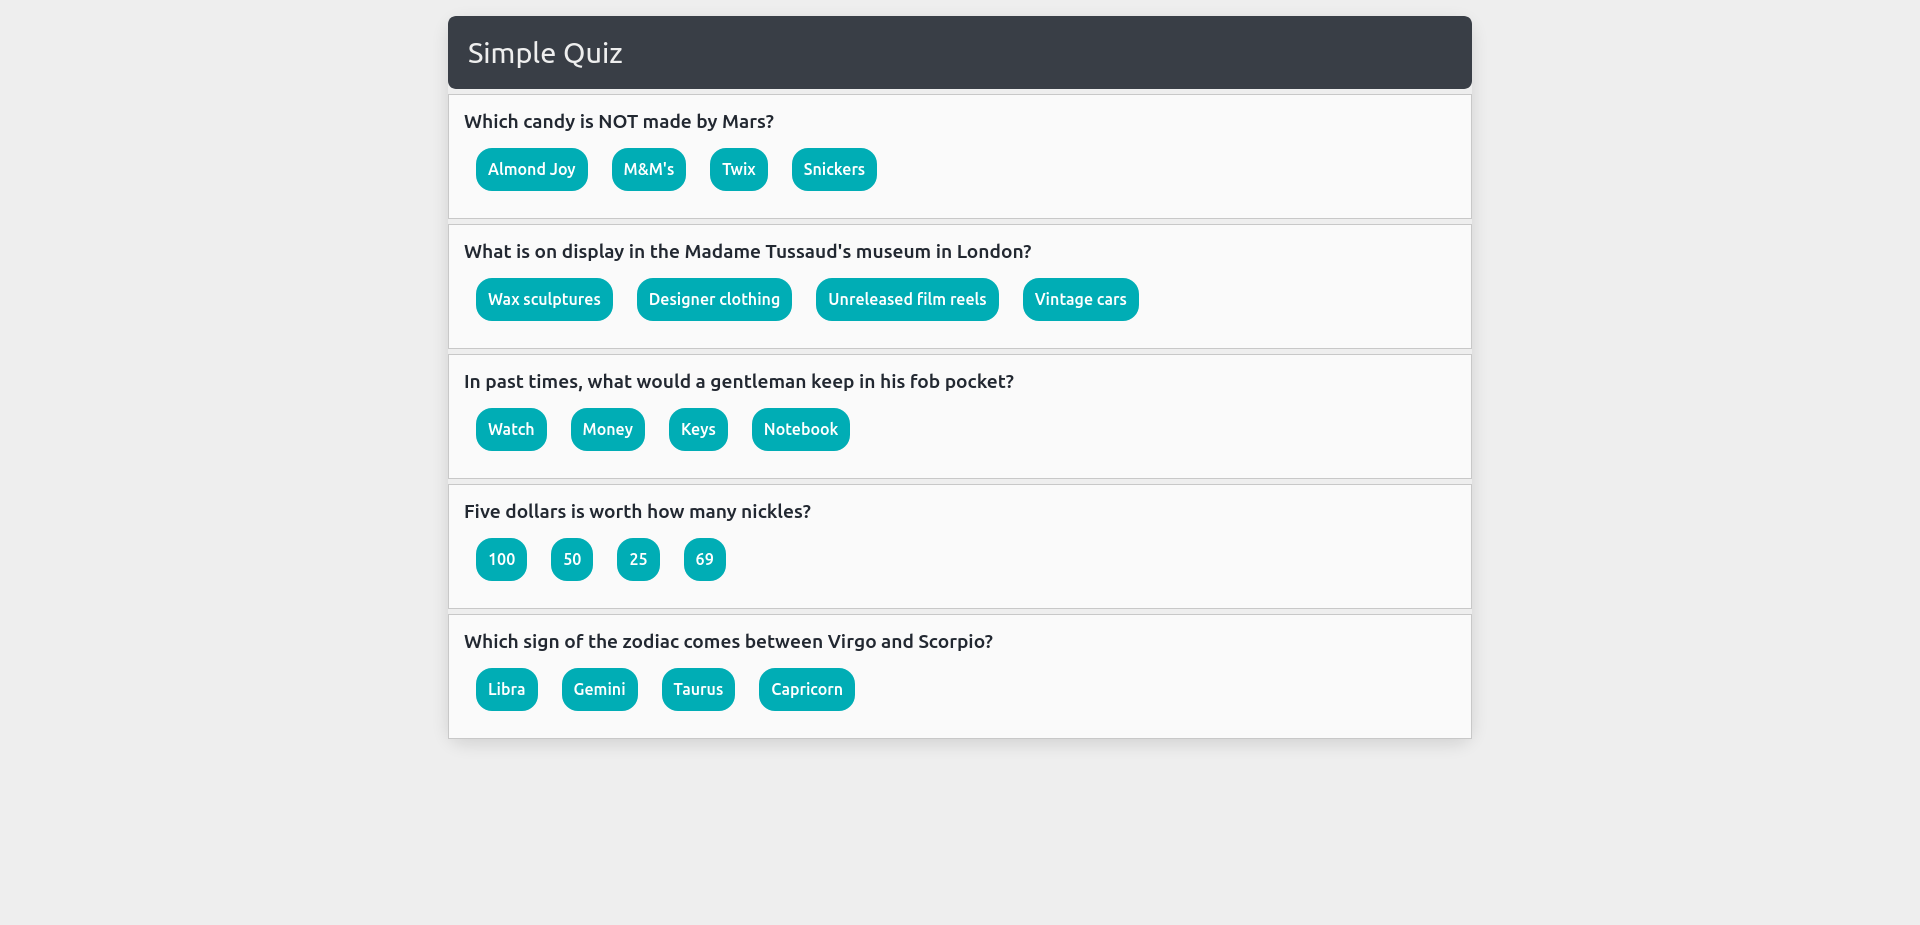 Simple Quiz
Which candy is NOT made by Mars?
Almond Joy M&M's Twix Snickers
What is on display in the Madame Tussaud's museum in London?
Wax sculptures Designer clothing Unreleased film reels Vintage cars
In past times, what would a gentleman keep in his fob pocket?
Watch Money Keys Notebook
Five dollars is worth how many nickles?
100 50 25 69
Which sign of the zodiac comes between Virgo and Scorpio?
Libra Gemini Taurus Capricorn